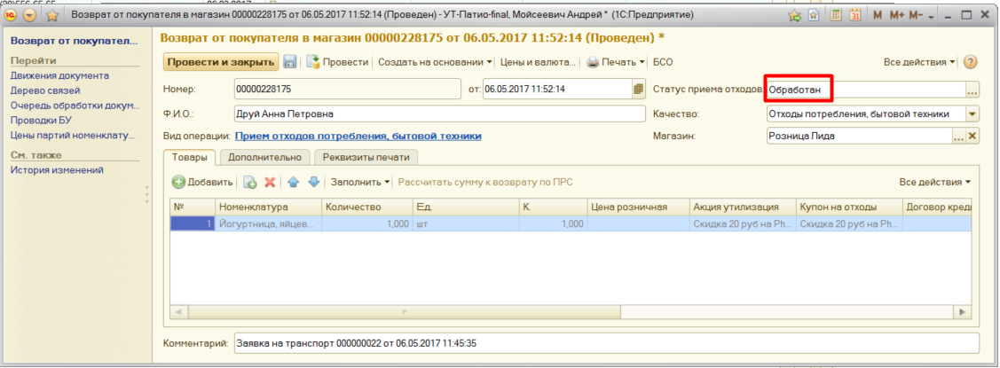 Возврат от покупателя в магазин 00000228175 от 06.05.2017 11:52:14 (Проведен) - УТ-Патио-final, Мойсеевич Андрей * (1С:Предприятие)
M M+ M-
Возврат от покупател...
Перейти
Движения документа
Дерево связей
Очередь обработки докум...
Проводки БУ
Цены партий номенклату...
См. также
История изменений
Возврат от покупателя в магазин 00000228175 от 06.05.2017 11:52:14 (Проведен) *
Провести и закрыть Провести Создать на основании Цены и валюта... Печать БСО Все действия
Номер: 00000228175 от: 06.05.2017 11:52:14 Статус приема отходов: Обработан ...
Ф.И.О.: Друй Анна Петровна Качество: Отходы потребления, бытовой техники
Вид операции: Прием отходов потребления, бытовой техники Магазин: Розница Лида ...
Товары Дополнительно Реквизиты печати
Добавить Заполнить Рассчитать сумму к возврату по ПРС Все действия
№ Номенклатура Количество Ед. К. Цена розничная Акция утилизация Купон на отходы Договор креди
1 Йогуртница, яйцев... 1,000 шт 1,000 Скидка 20 руб на Ph... Скидка 20 руб на Ph...
Комментарий: Заявка на транспорт 000000022 от 06.05.2017 11:45:35